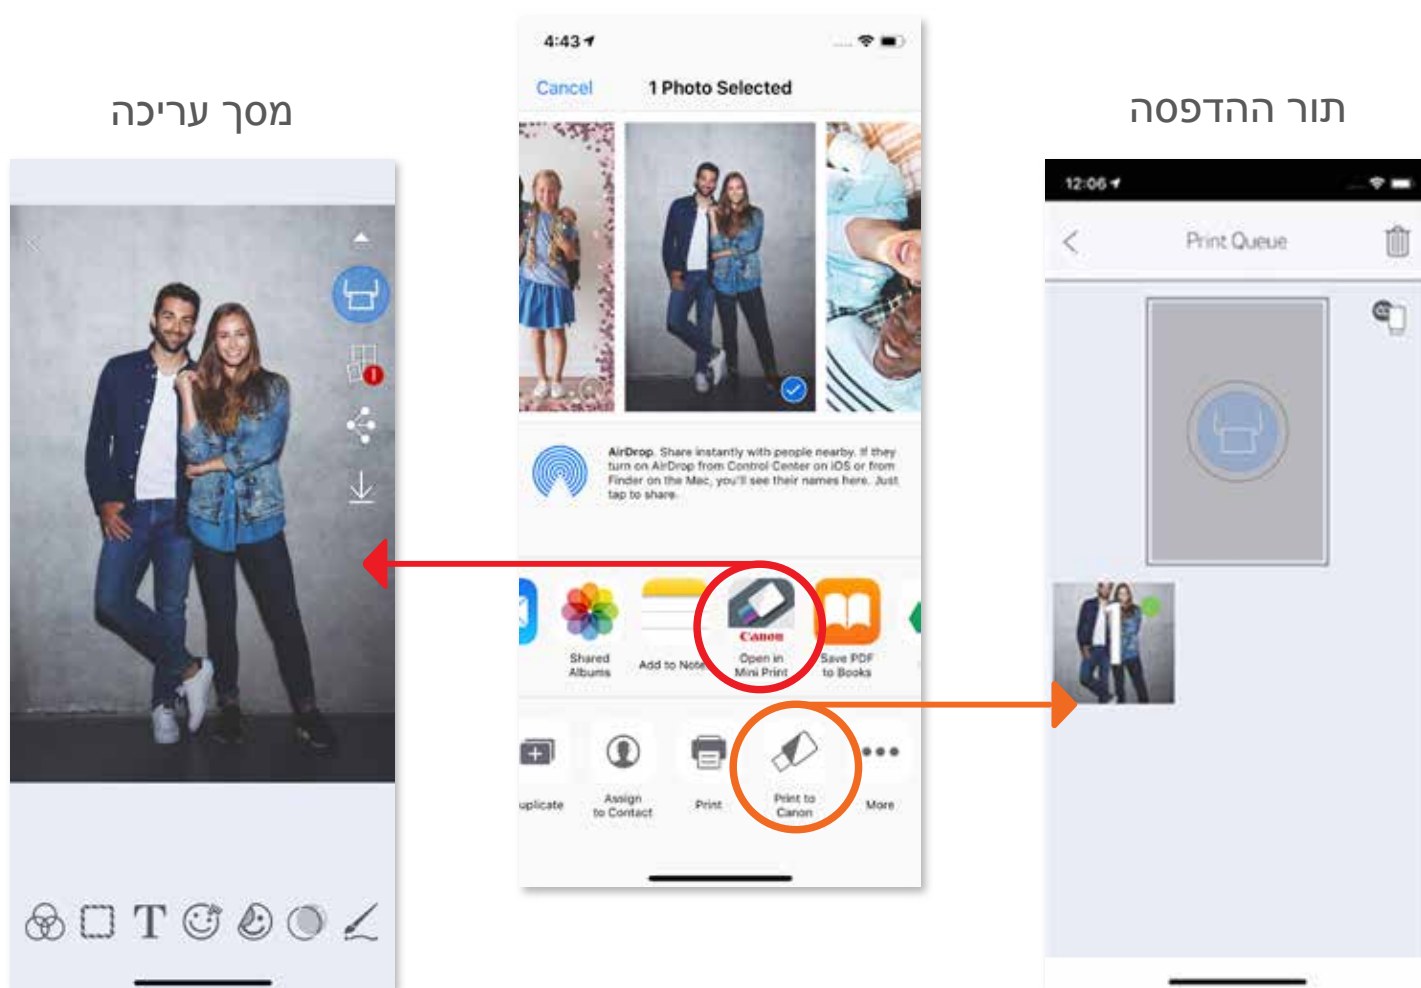 מסך עריכה
4:43
Cancel
1 Photo Selected
AirDrop. Share instantly with people nearby. If they
turn on AirDrop from Control Center on iOS or from
Finder on the Mac, you'll see their names here. Just
tap to share.
Shared
Albums
Add to Note
Canon
Open in
Mini Print
Save PDF
to Books
uplicate
Assign
to Contact
Print
Print to
Canon
More
תור ההדפסה
12:06
Print Queue
1
T